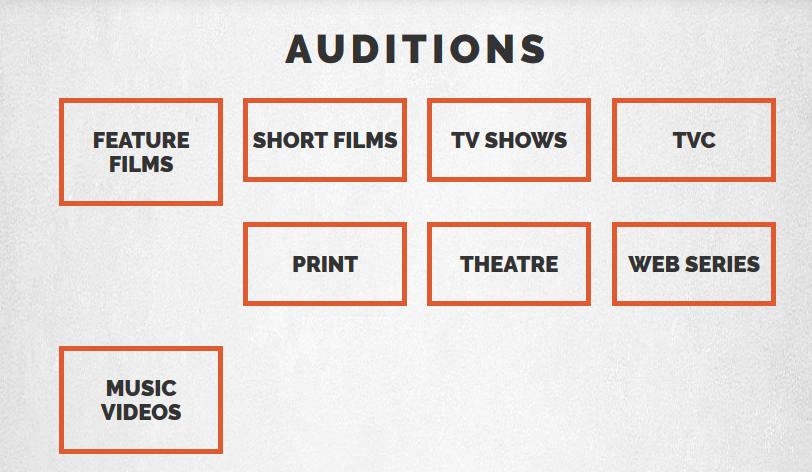 AUDITIONS
FEATURE
FILMS
SHORT FILMS
TV SHOWS
TVC
PRINT
THEATRE
WEB SERIES
MUSIC
VIDEOS